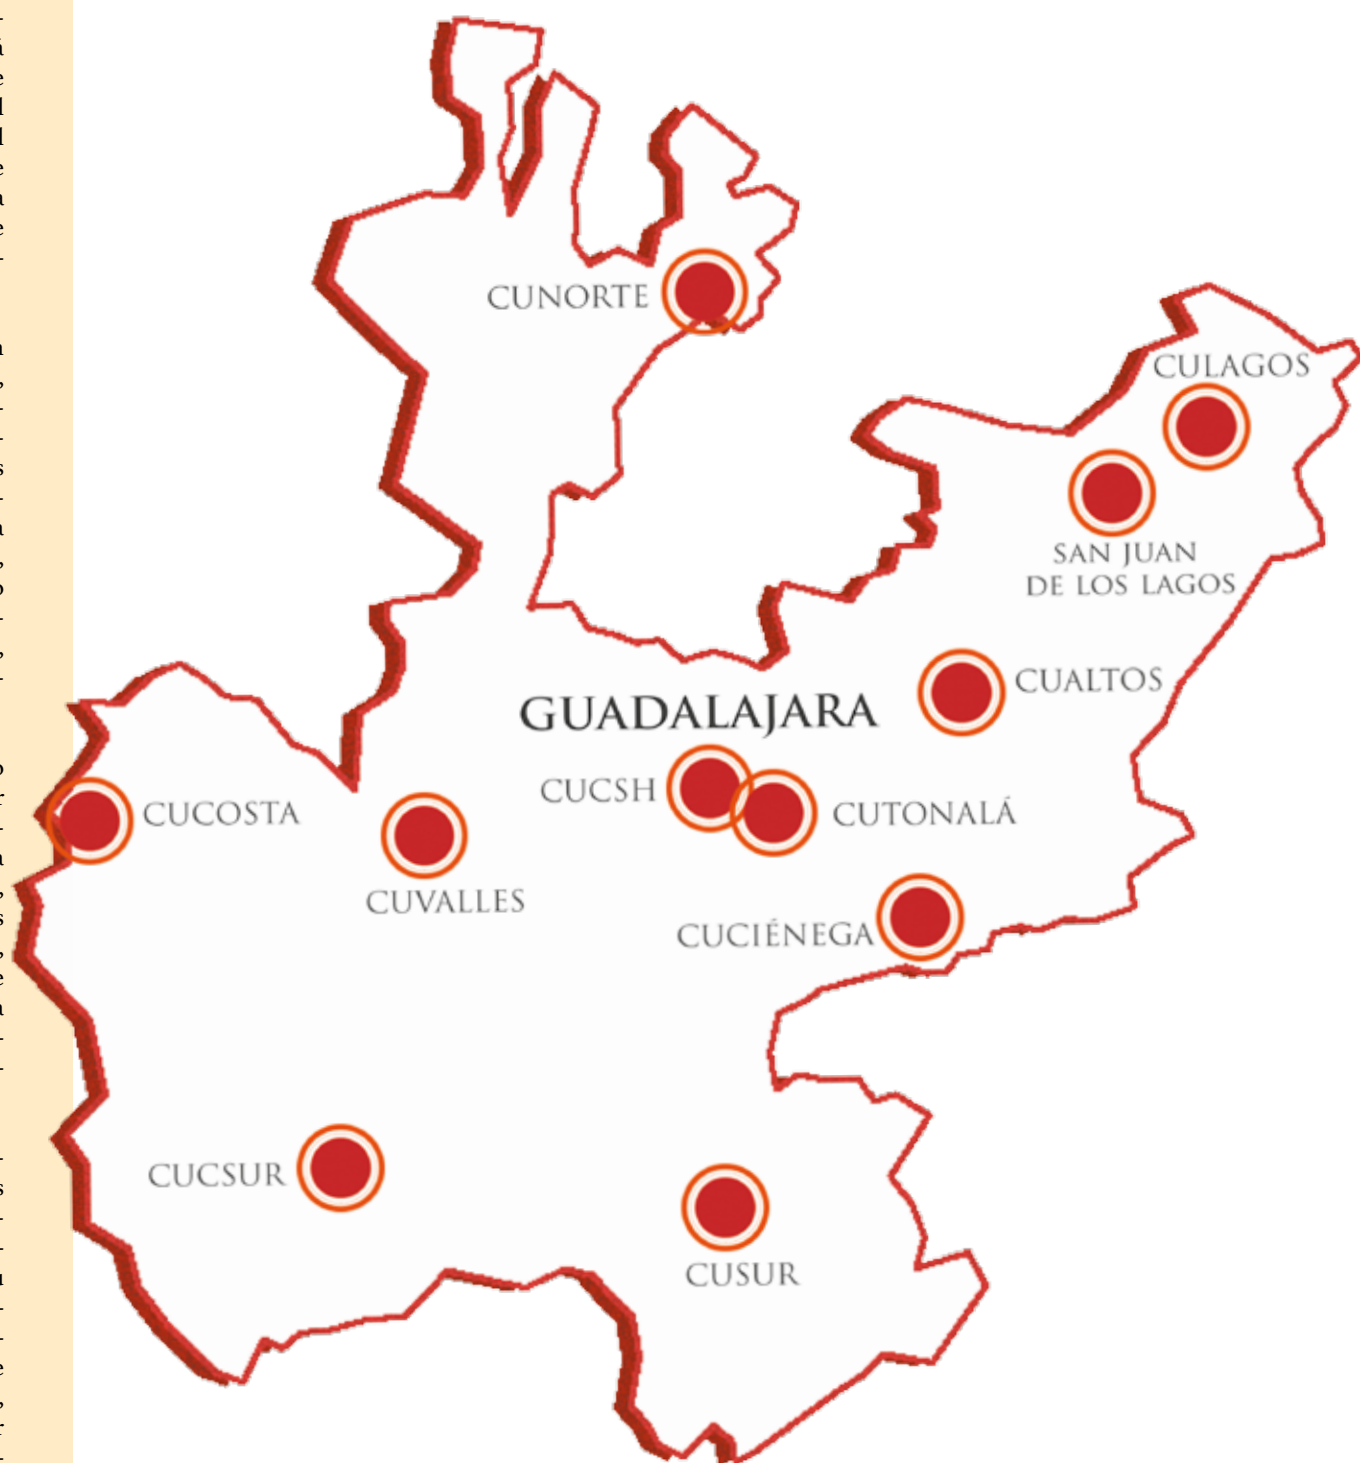 CUNORTE
CULAGOS
SAN JUAN
DE LOS LAGOS
CUALTOS
GUADALAJARA
CUCSH
CUTONALÁ
CUCOSTA
CUVALLES
CUCIÉNEGA
CUCSUR
CUSUR